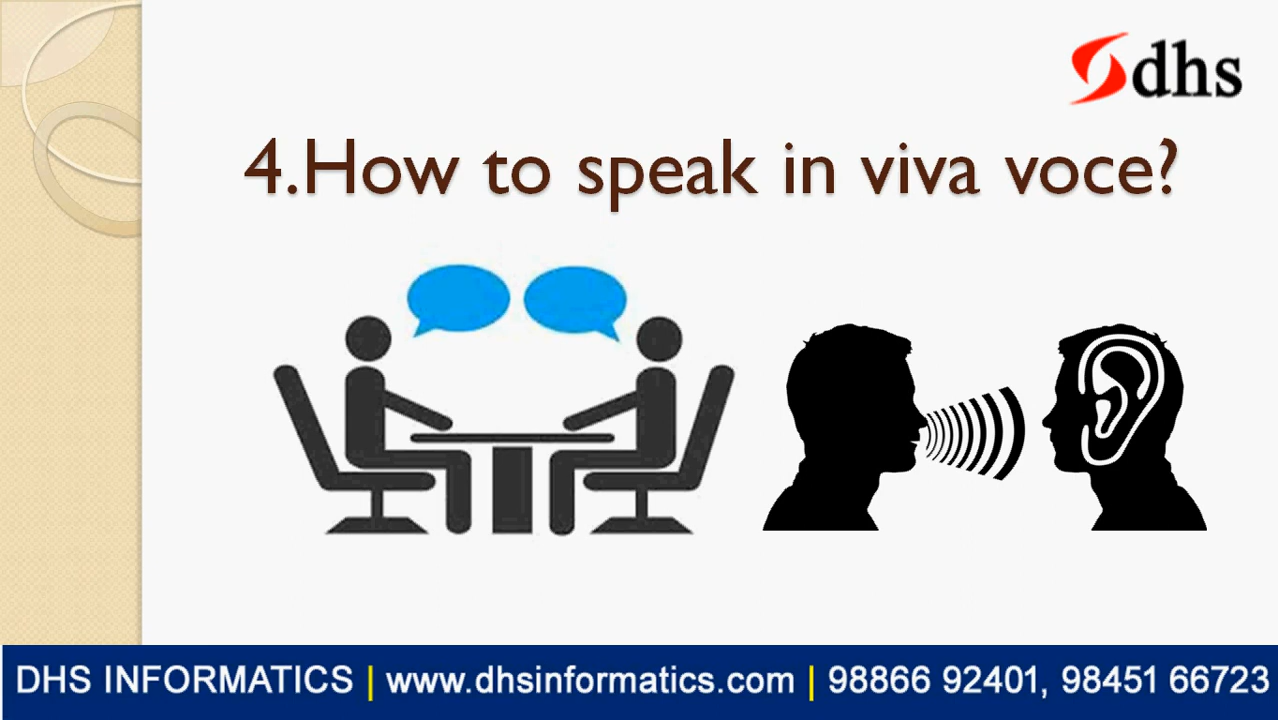 dhs
4.How to speak in viva voce?
DHS INFORMATICS | www.dhsinformatics.com | 98866 92401, 98451 66723